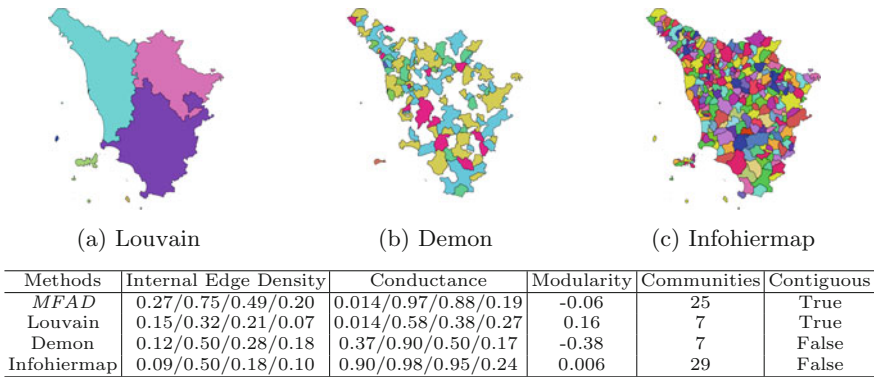 (a) Louvain (b) Demon (c) Infohiermap
Methods Internal Edge Density Conductance Modularity Communities Contiguous
MFAD 0.27/0.75/0.49/0.20 0.014/0.97/0.88/0.19 -0.06 25 True
Louvain 0.15/0.32/0.21/0.07 0.014/0.58/0.38/0.27 0.16 7 True
Demon 0.12/0.50/0.28/0.18 0.37/0.90/0.50/0.17 -0.38 7 False
Infohiermap 0.09/0.50/0.18/0.10 0.90/0.98/0.95/0.24 0.006 29 False